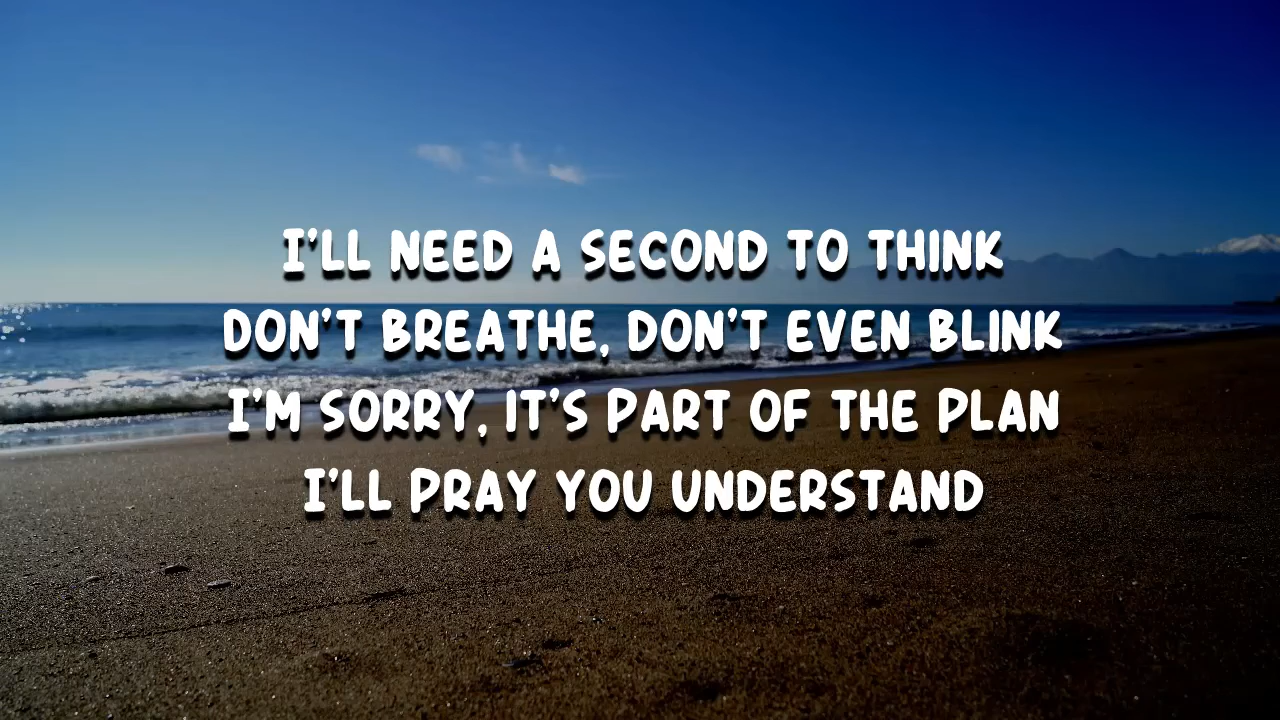 I'LL NEED A SECOND TO THINK
DON'T BREATHE, DON'T EVEN BLINK
I'M SORRY, IT'S PART OF THE PLAN
I'LL PRAY YOU UNDERSTAND